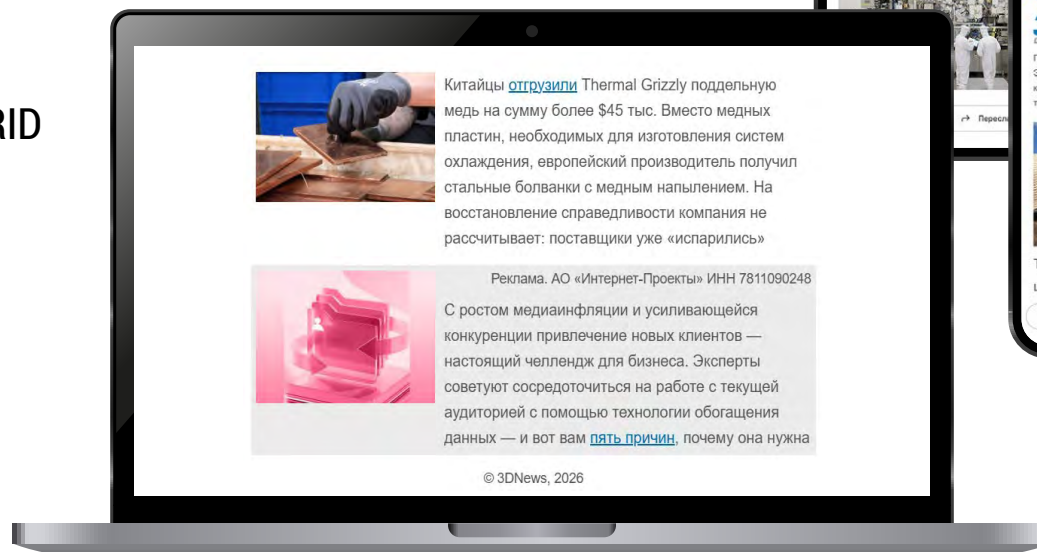 RID
Китайцы отгрузили Thermal Grizzly поддельную
медь на сумму более $45 тыс. Вместо медных
пластин, необходимых для изготовления систем
охлаждения, европейский производитель получил
стальные болванки с медным напылением. На
восстановление справедливости компания не
рассчитывает: поставщики уже «испарились»
Реклама. АО «Интернет-Проекты» ИНН 7811090248
С ростом медиаинфляции и усиливающейся
конкуренции привлечение новых клиентов —
настоящий челлендж для бизнеса. Эксперты
советуют сосредоточиться на работе с текущей
аудиторией с помощью технологии обогащения
данных — и вот вам пять причин, почему она нужна
© 3DNews, 2026
Пересл